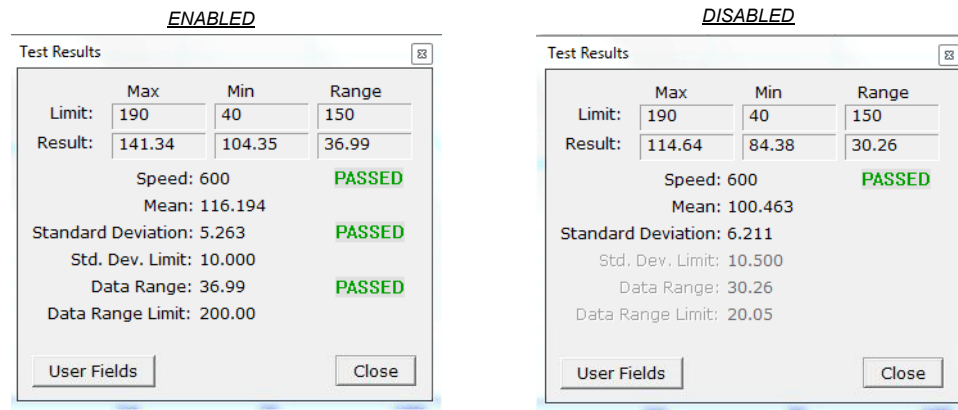 ENABLED
Test Results
Max Min Range
Limit: 190 40 150
Result: 141.34 104.35 36.99
Speed: 600 PASSED
Mean: 116.194
Standard Deviation: 5.263 PASSED
Std. Dev. Limit: 10.000
Data Range: 36.99 PASSED
Data Range Limit: 200.00
User Fields Close
DISABLED
Test Results
Max Min Range
Limit: 190 40 150
Result: 114.64 84.38 30.26
Speed: 600 PASSED
Mean: 100.463
Standard Deviation: 6.211
Std. Dev. Limit: 10.500
Data Range: 30.26
Data Range Limit: 20.05
User Fields Close